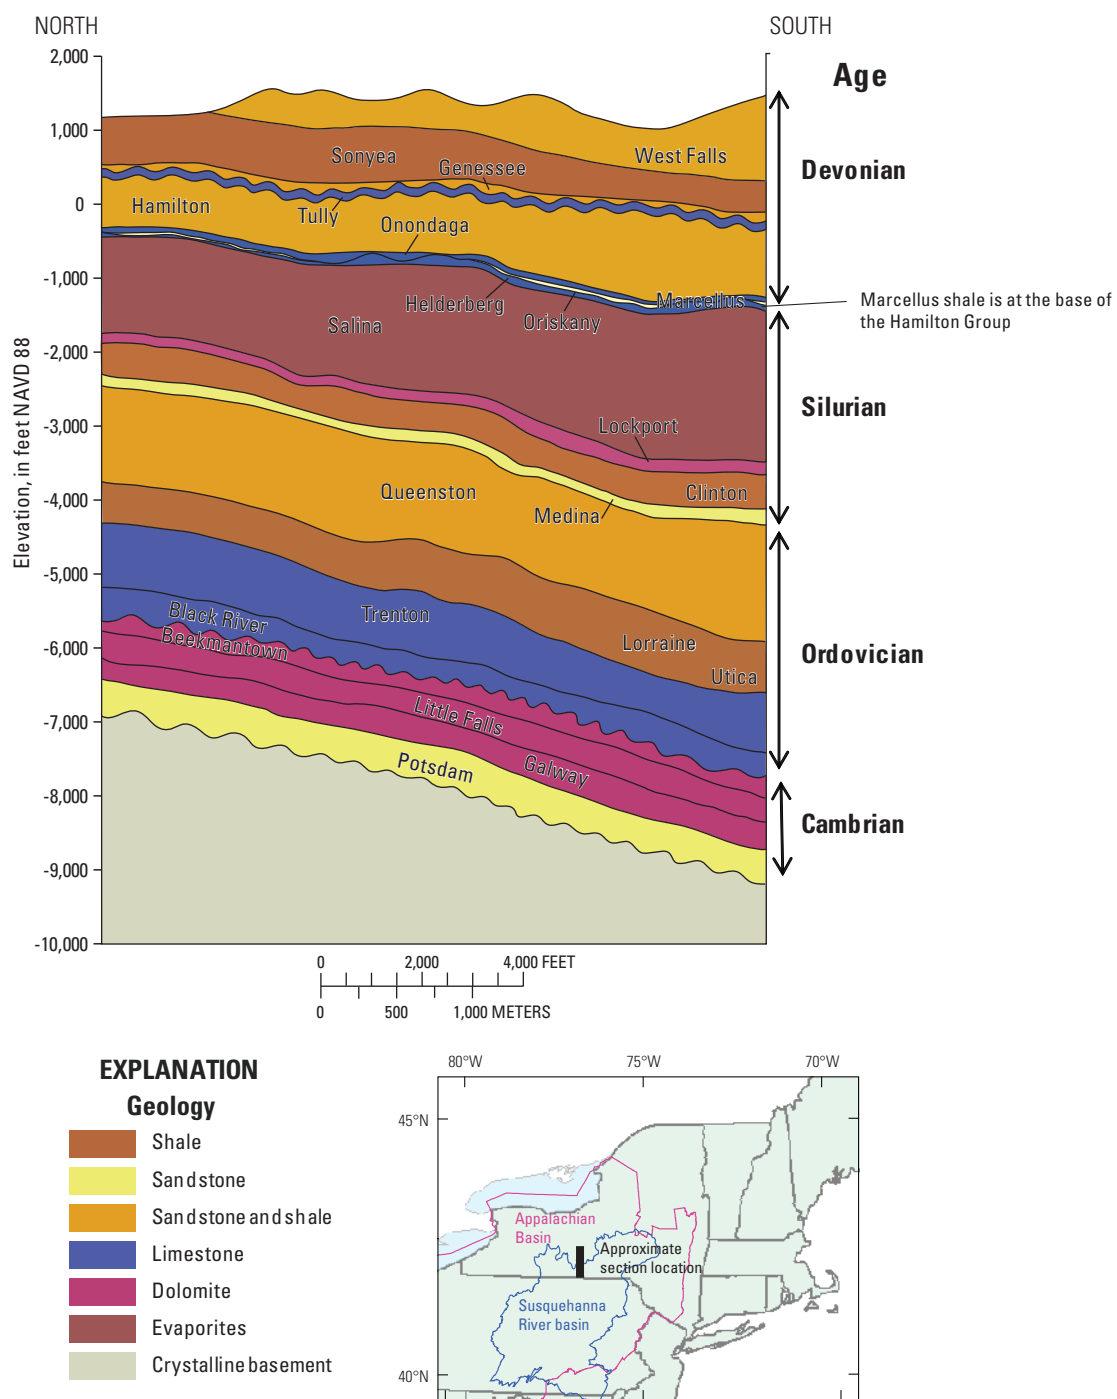 NORTH
SOUTH
2,000
1,000
0
-1,000
-2,000
-3,000
-4,000
-5,000
-6,000
-7,000
-8,000
-9,000
-10,000
Elevation, in feet NAVD 88
Age
West Falls
Sonyea
Genessee
Devonian
Hamilton
Tully
Onondaga
Helderberg
Oriskany
Marcellus
Marcellus shale is at the base of
the Hamilton Group
Salina
Silurian
Lockport
Clinton
Queenston
Medina
Trenton
Black River
Beekmantown
Lorraine
Utica
Ordovician
Little Falls
Galway
Potsdam
Cambrian
0 2,000 4,000 FEET
0 500 1,000 METERS
EXPLANATION
Geology
Shale
Sandstone
Sandstone and shale
Limestone
Dolomite
Evaporites
Crystalline basement
80°W 75°W 70°W
45°N
40°N
Appalachian
Basin
Approximate
section location
Susquehanna
River basin